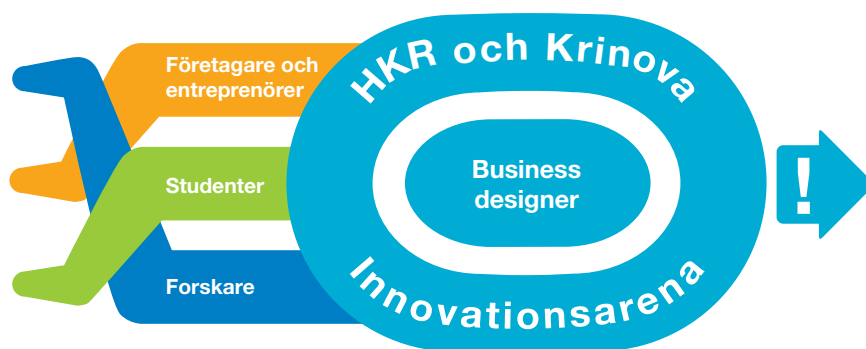 HKR och Krinova
Företagare och
entreprenörer
Studenter
Forskare
Business
designer
Innovationsarena
!